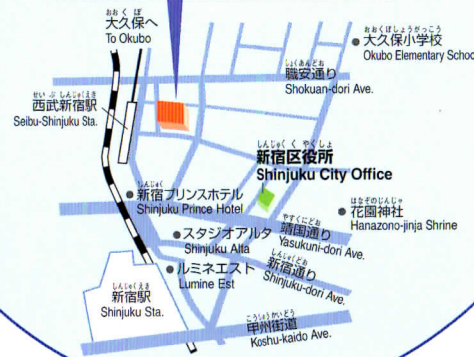 おおくぼ
大久保へ
To Okubo
おおくぼしょうがっこう
大久保小学校
Okubo Elementary Schoo
しょくあんどお
職安通り
Shokuan-dori Ave.
せいぶしんじゅくえき
西武新宿駅
Seibu-Shinjuku Sta.
しんじゅくくやくしょ
新宿区役所
Shinjuku City Office
しんじゅく
新宿プリンスホテル
Shinjuku Prince Hotel
はなぞのじんじゃ
花園神社
Hanazono-jinja Shrine
やすくにどお
靖国通り
Yasukuni-dori Ave.
スタジオアルタ
Shinjuku Alta
しんじゅくどお
新宿通り
Shinjuku-dori Ave.
ルミネエスト
Lumine Est
しんじゅくえき
新宿駅
Shinjuku Sta.
こうしゅうかいどう
甲州街道
Koshu-kaido Ave.